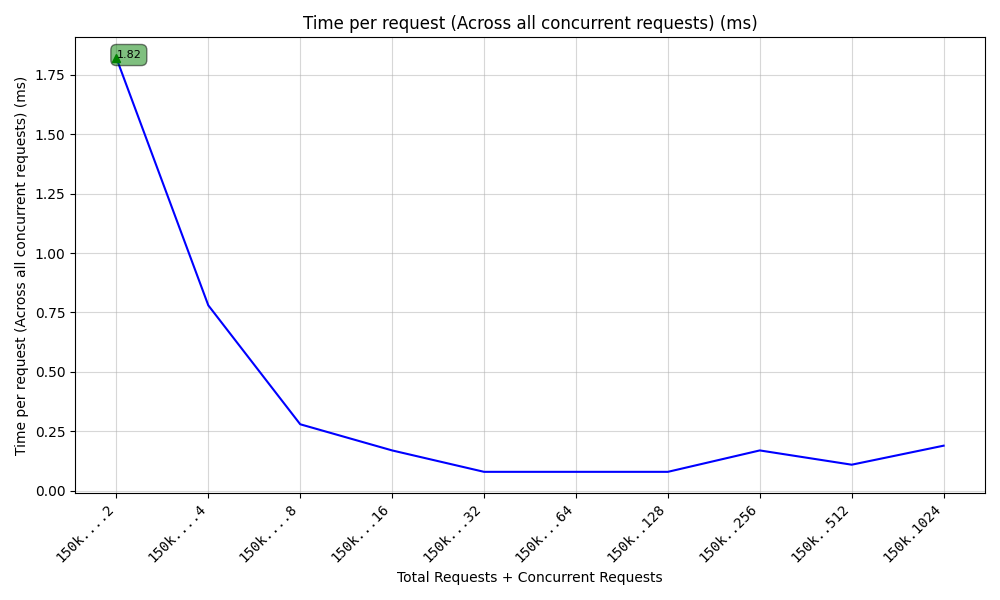 Time per request (Across all concurrent requests) (ms)
1.82
Time per request (Across all concurrent requests) (ms)
1.75
1.50
1.25
1.00
0.75
0.50
0.25
0.00
150k....2
150k....4
150k....8
150k...16
150k...32
150k...64
150k..128
150k..256
150k..512
150k.1024
Total Requests + Concurrent Requests